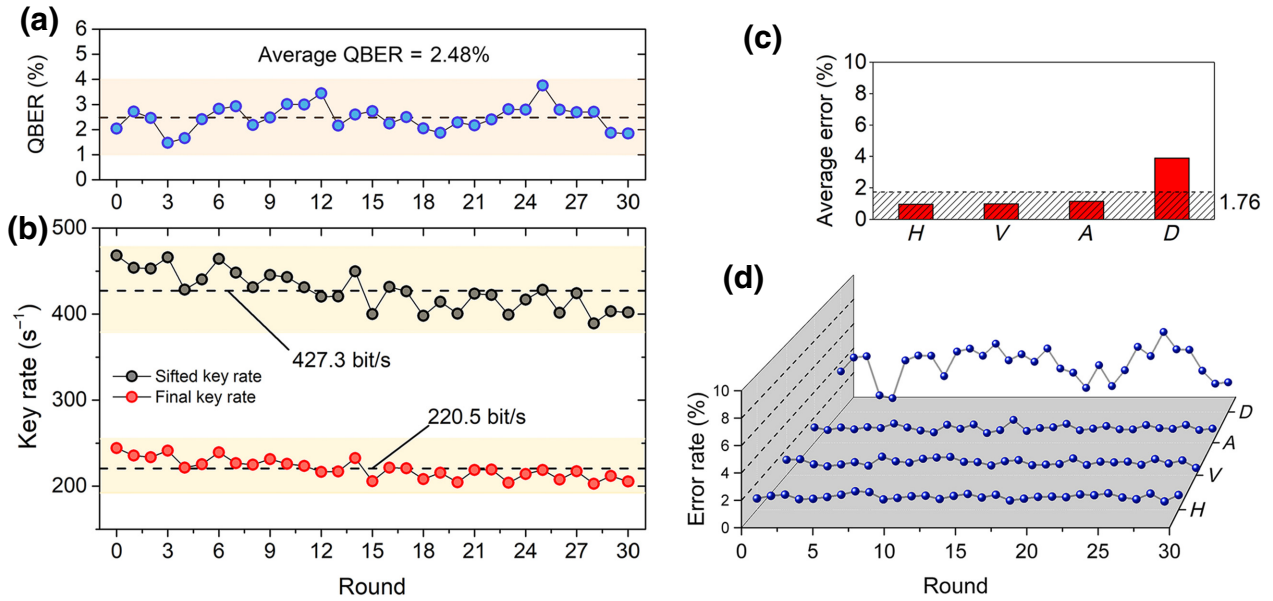 (a)
QBER (%)
6
5
4
3
2
1
0
Average QBER = 2.48%
0 3 6 9 12 15 18 21 24 27 30
(b)
Key rate (s⁻¹)
500
400
300
200
427.3 bit/s
Sifted key rate
Final key rate
220.5 bit/s
0 3 6 9 12 15 18 21 24 27 30
Round
(c)
Average error (%)
10
8
6
4
2
0
1.76
H V A D
(d)
Error rate (%)
10
8
6
4
2
0
D
A
V
H
0 5 10 15 20 25 30
Round